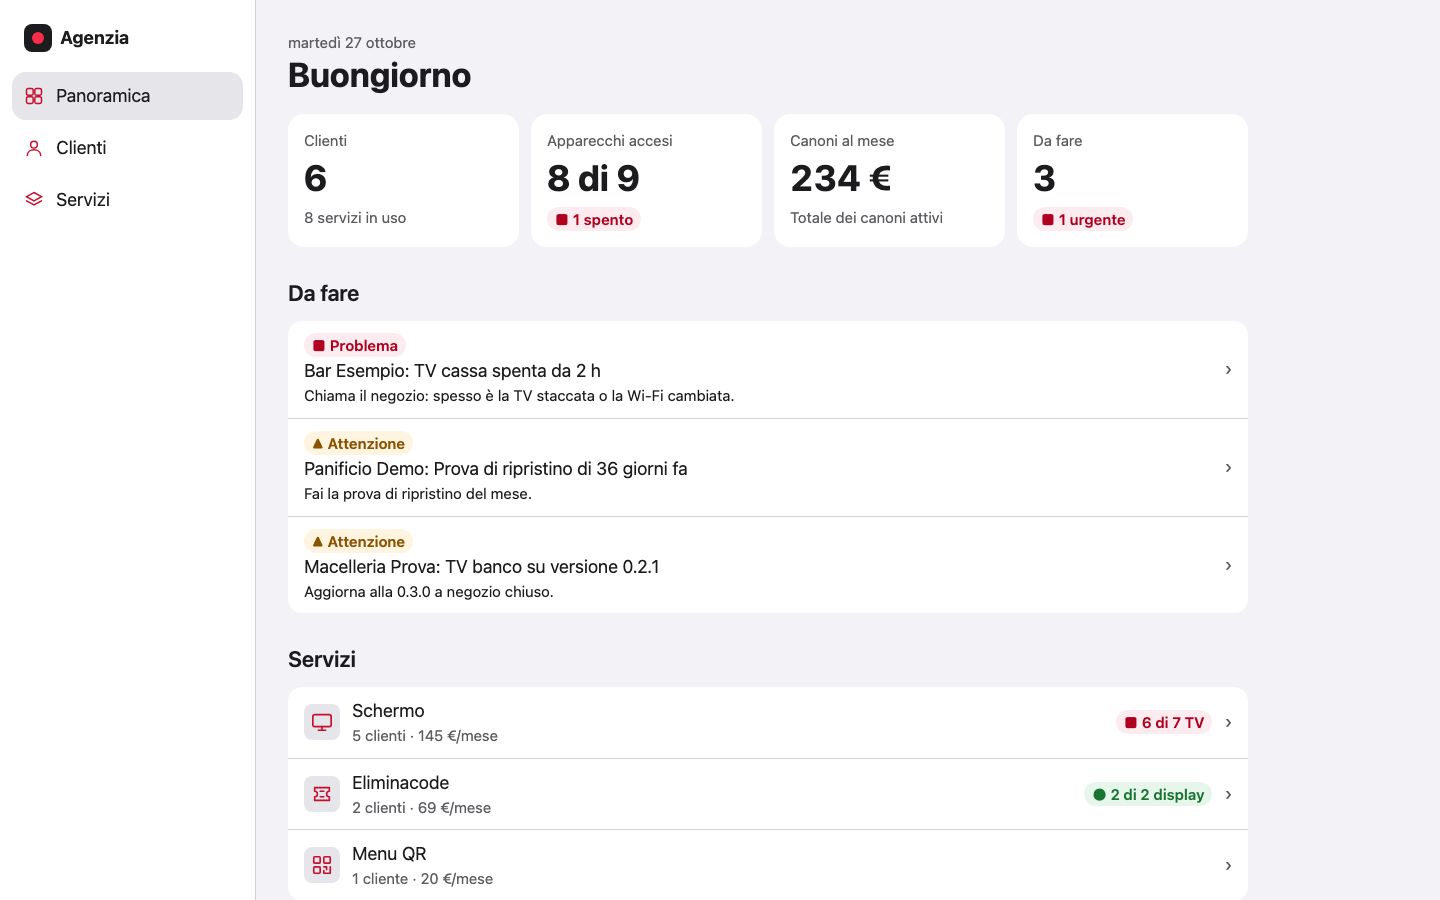 Agenzia
Panoramica
Clienti
Servizi
martedì 27 ottobre
Buongiorno
Clienti
6
8 servizi in uso
Apparecchi accesi
8 di 9
1 spento
Canoni al mese
234 €
Totale dei canoni attivi
Da fare
3
1 urgente
Da fare
Problema
Bar Esempio: TV cassa spenta da 2 h
Chiama il negozio: spesso è la TV staccata o la Wi-Fi cambiata.
Attenzione
Panificio Demo: Prova di ripristino di 36 giorni fa
Fai la prova di ripristino del mese.
Attenzione
Macelleria Prova: TV banco su versione 0.2.1
Aggiorna alla 0.3.0 a negozio chiuso.
Servizi
Schermo
5 clienti · 145 €/mese
6 di 7 TV
Eliminacode
2 clienti · 69 €/mese
2 di 2 display
Menu QR
1 cliente · 20 €/mese